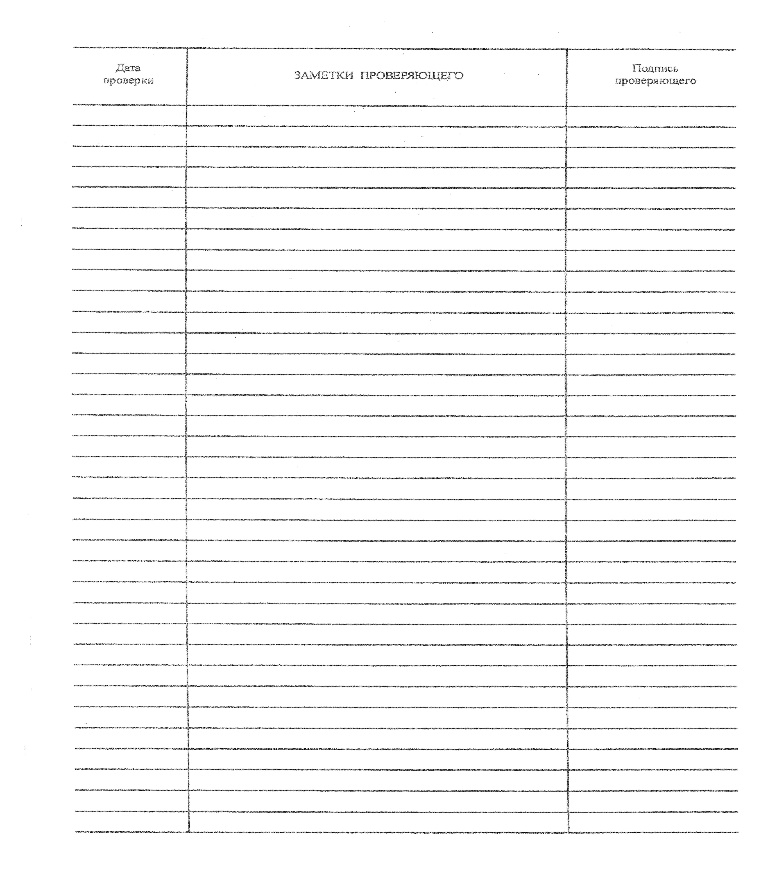 Дата
проверки
ЗАМЕТКИ ПРОВЕРЯЮЩЕГО
Подпись
проверяющего